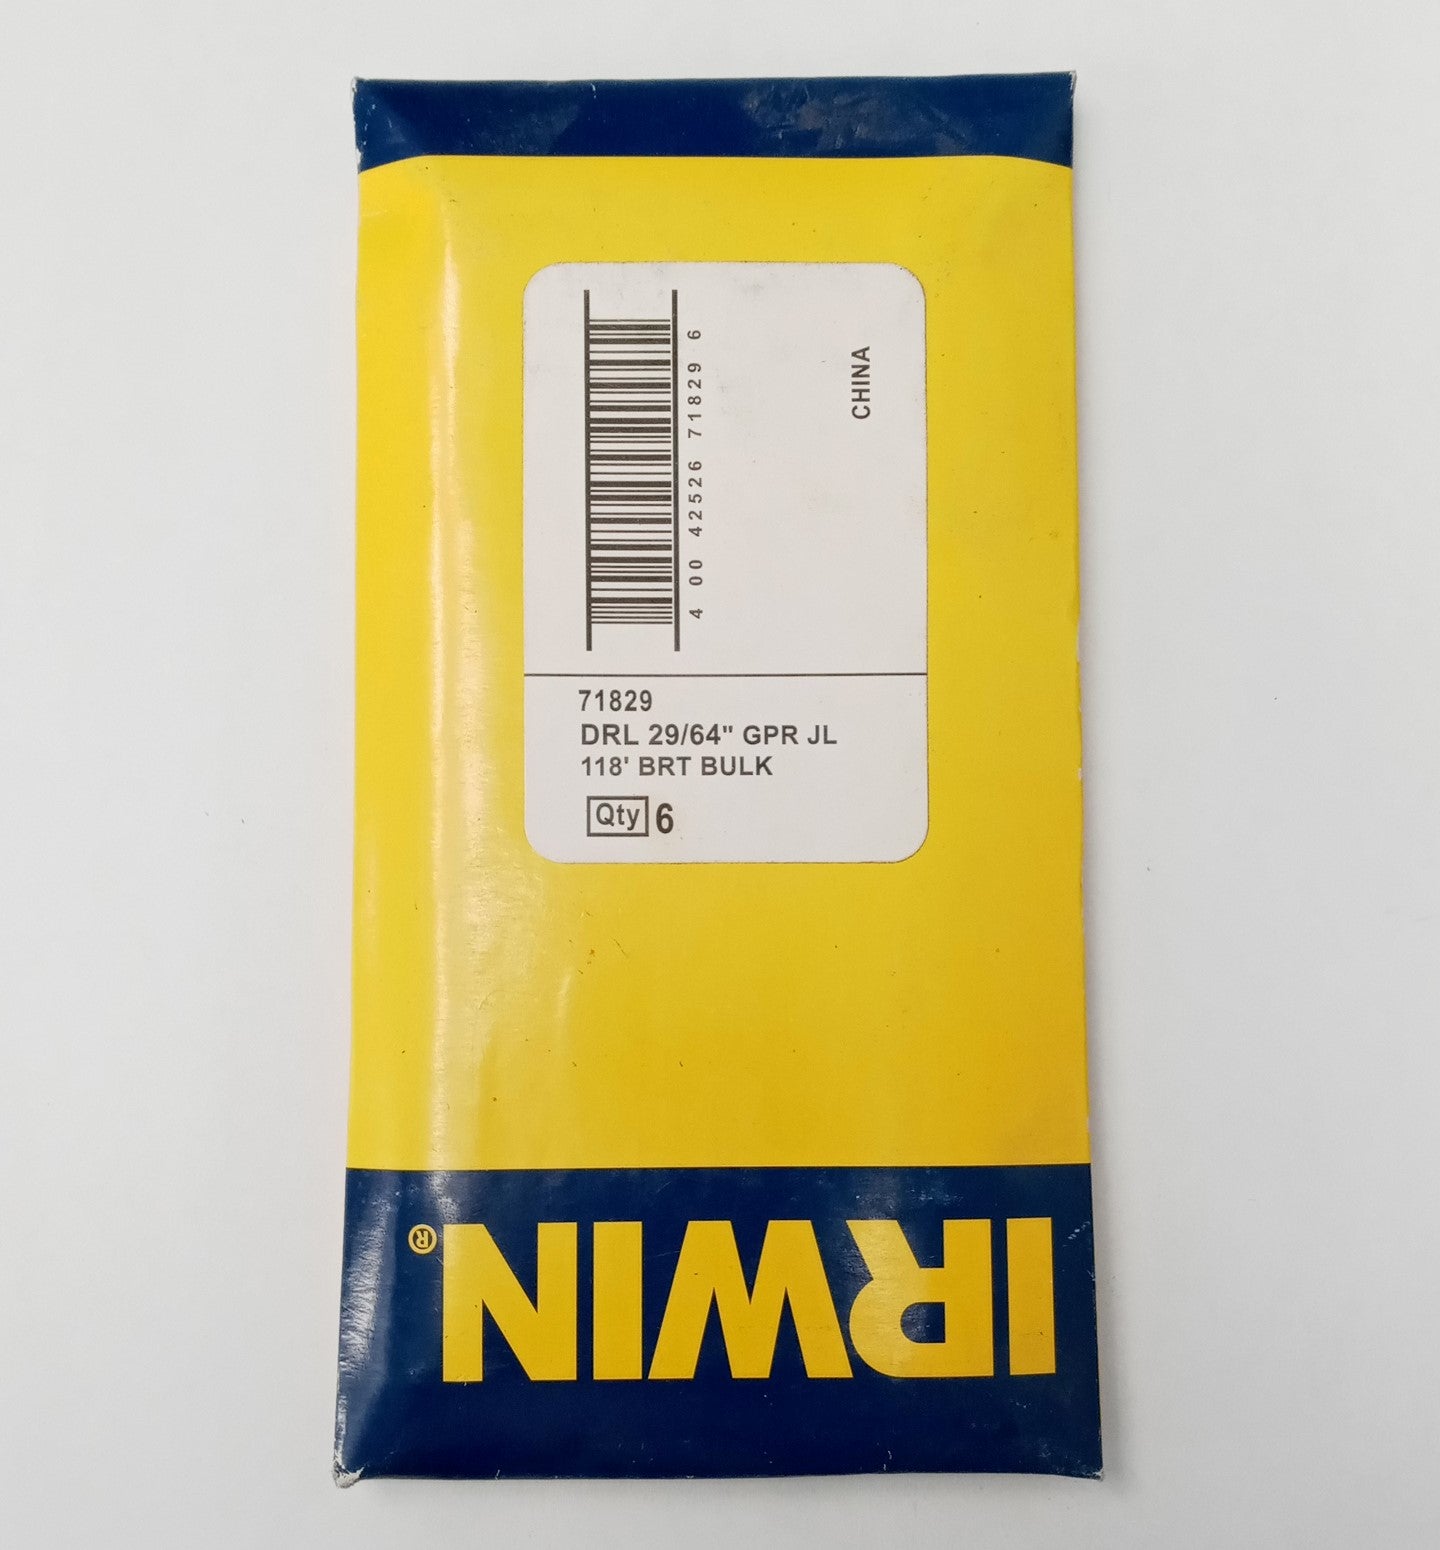 4 00 42526 71829 6
CHINA
71829
DRL 29/64" GPR JL
118' BRT BULK
Qty 6
IRWIN®